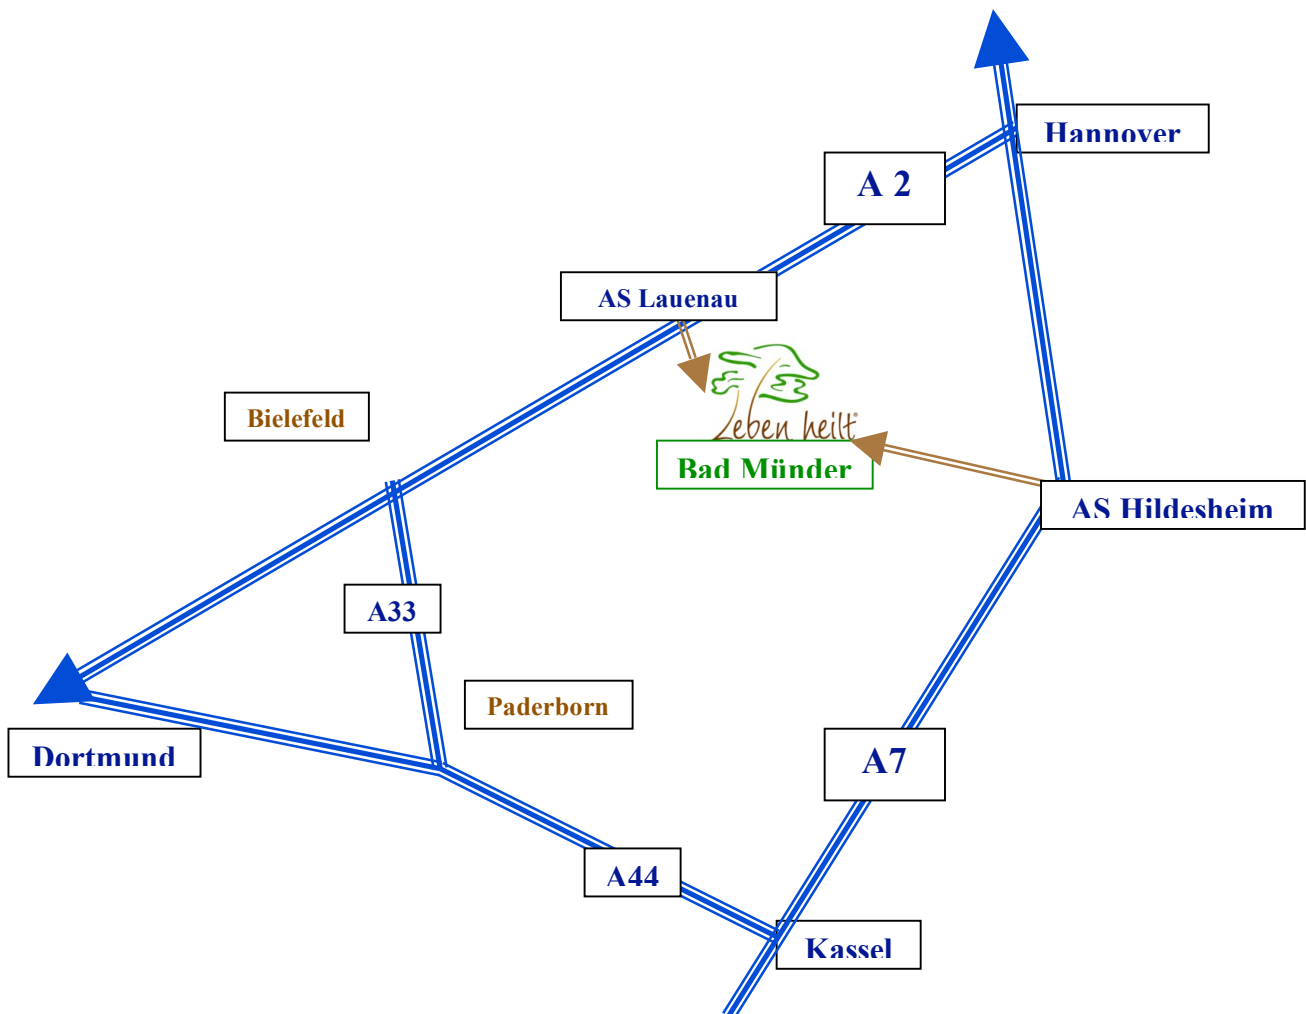 Hannover
A 2
AS Lauenau
Bielefeld
Leben heilt®
Bad Münder
AS Hildesheim
A33
Paderborn
Dortmund
A7
A44
Kassel